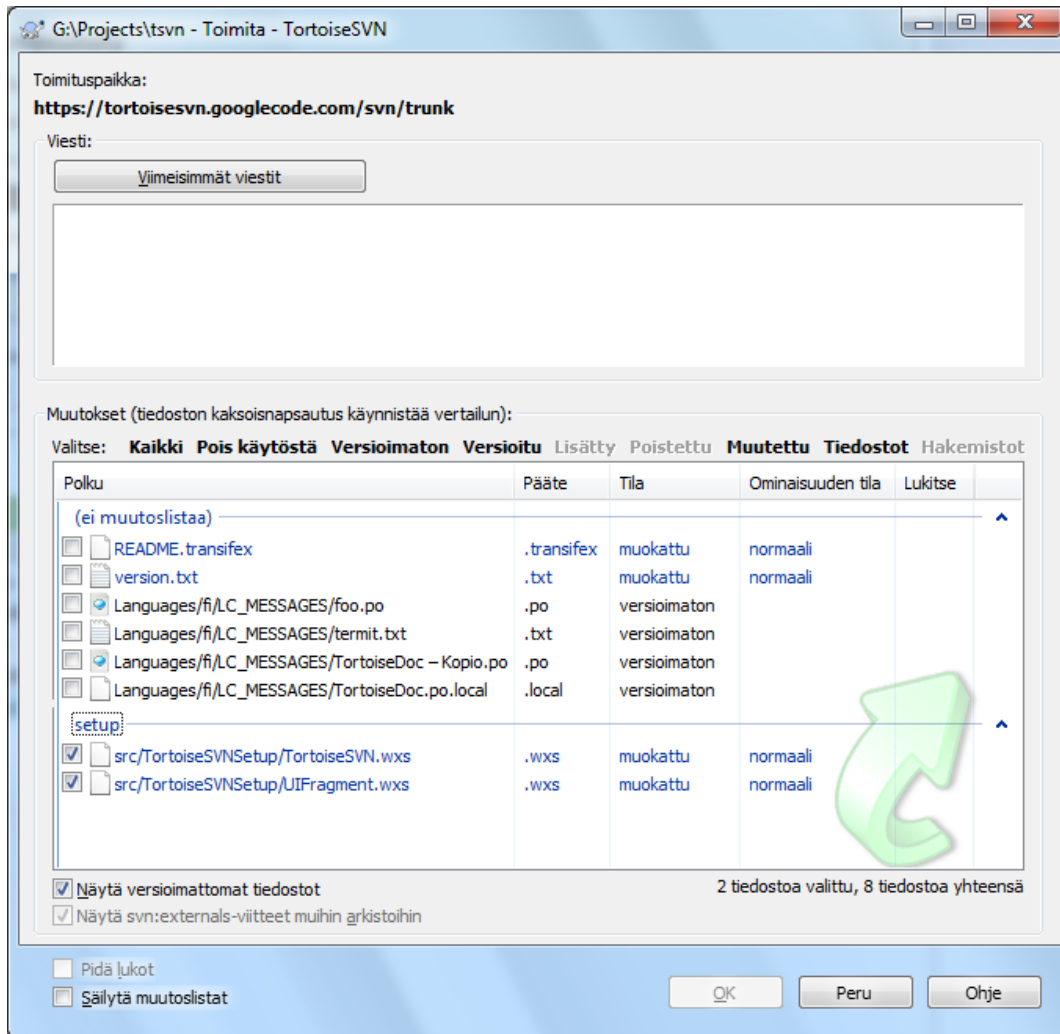 G:\Projects\tsvn - Toimita - TortoiseSVN
Toimituspaikka:
https://tortoisesvn.googlecode.com/svn/trunk
Viesti:
Viimeisimmät viestit
Muutokset (tiedoston kaksoisnapsautus käynnistää vertailun):
Valitse: Kaikki Pois käytöstä Versioimaton Versioitu Lisätty Poistettu Muutettu Tiedostot Hakemistot
Polku Pääte Tila Ominaisuuden tila Lukitse
(ei muutoslistaa)
README.transifex .transifex muokattu normaali
version.txt .txt muokattu normaali
Languages/fi/LC_MESSAGES/foo.po .po versioimaton
Languages/fi/LC_MESSAGES/termit.txt .txt versioimaton
Languages/fi/LC_MESSAGES/TortoiseDoc – Kopio.po .po versioimaton
Languages/fi/LC_MESSAGES/TortoiseDoc.po.local .local versioimaton
setup
src/TortoiseSVNSetup/TortoiseSVN.wxs .wxs muokattu normaali
src/TortoiseSVNSetup/UIFragment.wxs .wxs muokattu normaali
Näytä versioimattomat tiedostot 2 tiedostoa valittu, 8 tiedostoa yhteensä
Näytä svn:externals-viitteet muihin arkistoihin
Pidä lukot
Säilytä muutoslistat OK Peru Ohje